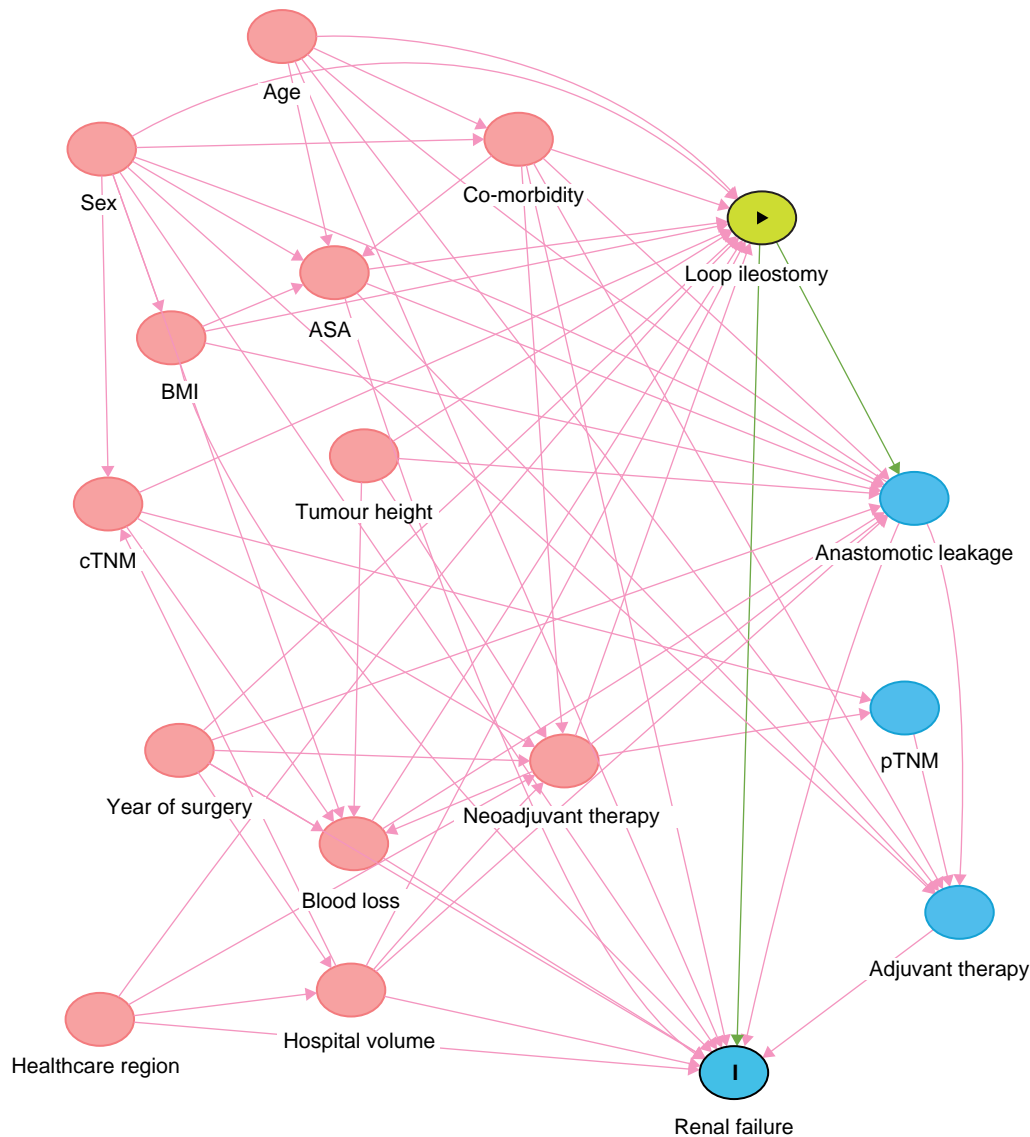 Age
Sex
Co-morbidity
Loop ileostomy
ASA
BMI
Tumour height
cTNM
Anastomotic leakage
pTNM
Year of surgery
Neoadjuvant therapy
Blood loss
Adjuvant therapy
Hospital volume
Healthcare region
I
Renal failure